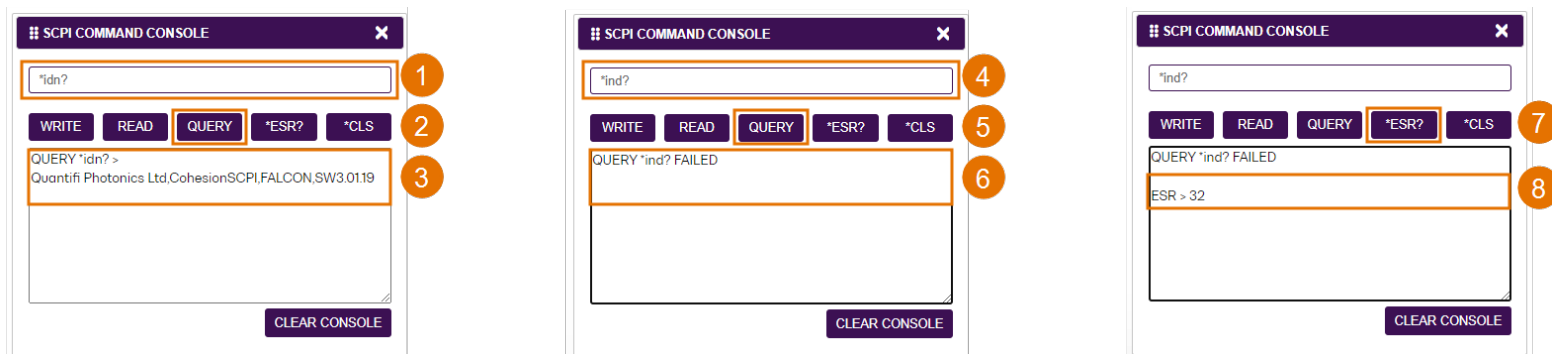 SCPI COMMAND CONSOLE
*idn?
1
WRITE READ QUERY *ESR? *CLS
2
QUERY *idn? >
Quantifi Photonics Ltd,CohesionSCPI,FALCON,SW3.01.19
3
CLEAR CONSOLE
SCPI COMMAND CONSOLE
*ind?
4
WRITE READ QUERY *ESR? *CLS
5
QUERY *ind? FAILED
6
CLEAR CONSOLE
SCPI COMMAND CONSOLE
*ind?
WRITE READ QUERY *ESR? *CLS
7
QUERY *ind? FAILED
ESR > 32
8
CLEAR CONSOLE